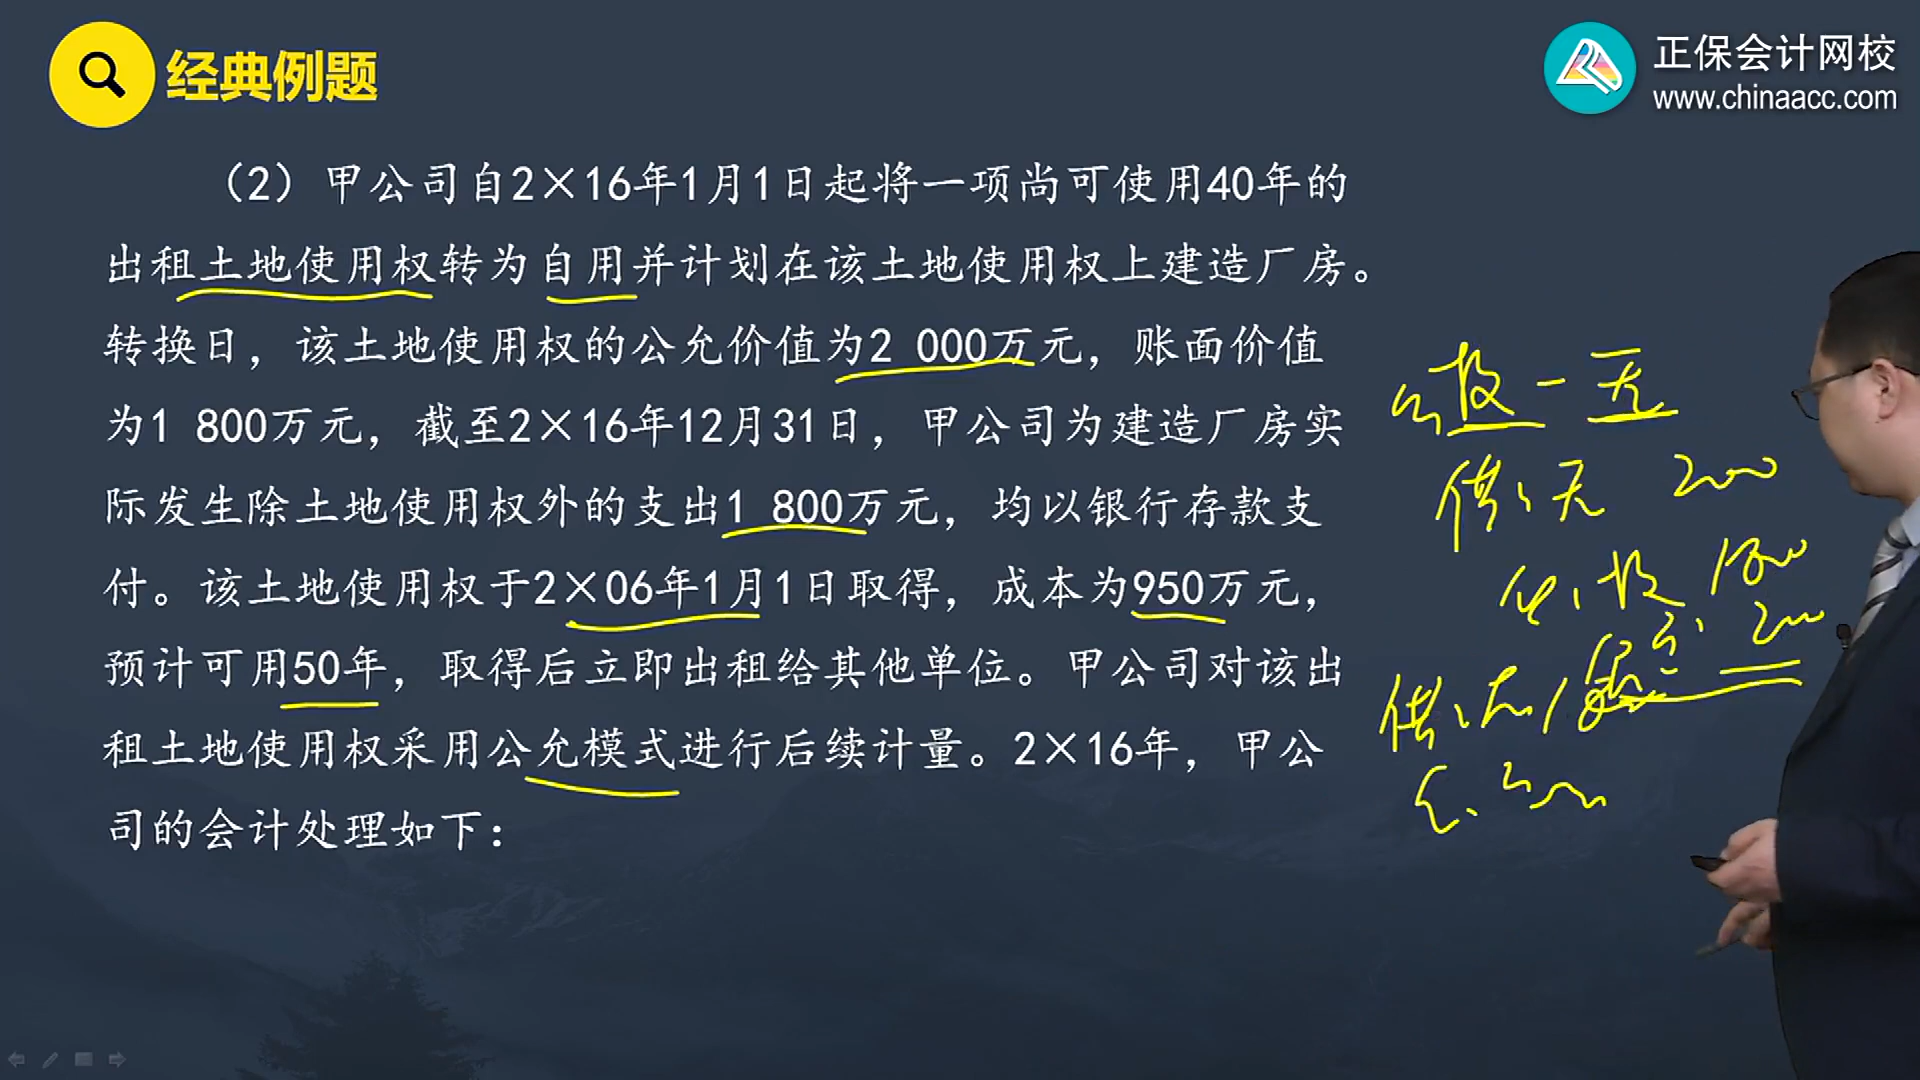 经典例题
正保会计网校
www.chinaacc.com
（2）甲公司自2×16年1月1日起将一项尚可使用40年的
出租土地使用权转为自用并计划在该土地使用权上建造厂房。
转换日，该土地使用权的公允价值为2 000万元，账面价值
为1 800万元，截至2×16年12月31日，甲公司为建造厂房实
际发生除土地使用权外的支出1 800万元，均以银行存款支
付。该土地使用权于2×06年1月1日取得，成本为950万元，
预计可用50年，取得后立即出租给其他单位。甲公司对该出
租土地使用权采用公允模式进行后续计量。2×16年，甲公
司的会计处理如下：
投 - 无
借：无 2000
投 1800
200